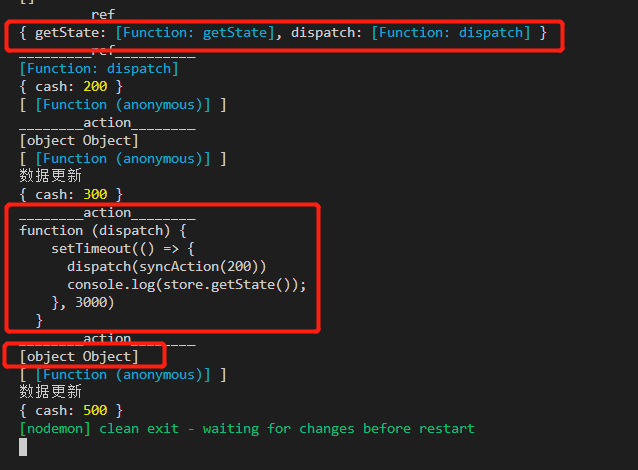 []
________ref
{ getState: [Function: getState], dispatch: [Function: dispatch] }
_________ref__________
[Function: dispatch]
{ cash: 200 }
[ [Function (anonymous)] ]
________action________
[object Object]
[ [Function (anonymous)] ]
数据更新
{ cash: 300 }
________action________
function (dispatch) {
    setTimeout(() => {
      dispatch(syncAction(200))
      console.log(store.getState());
    }, 3000)
  }
________action________
[object Object]
[ [Function (anonymous)] ]
数据更新
{ cash: 500 }
[nodemon] clean exit - waiting for changes before restart